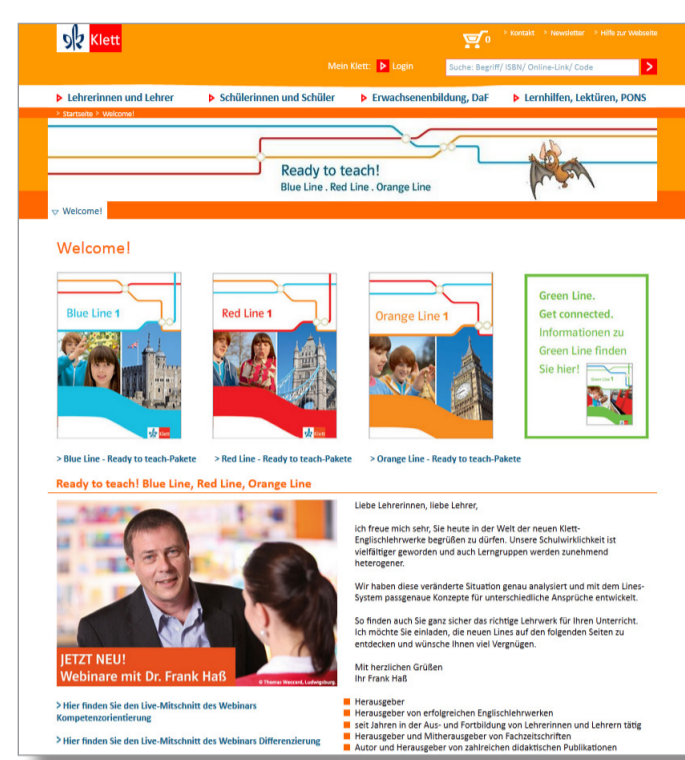 Klett
0
> Kontakt > Newsletter > Hilfe zur Webseite
Mein Klett: Login
Suche: Begriff/ ISBN/ Online-Link/ Code
Lehrerinnen und Lehrer
Schülerinnen und Schüler
Erwachsenenbildung, DaF
Lernhilfen, Lektüren, PONS
> Startseite > Welcome!
Ready to teach!
Blue Line . Red Line . Orange Line
Welcome!
Welcome!
Blue Line 1
Klett
Red Line 1
Orange Line 1
Green Line.
Get connected.
Informationen zu
Green Line finden
Sie hier!
Green Line 1
> Blue Line - Ready to teach-Pakete
> Red Line - Ready to teach-Pakete
> Orange Line - Ready to teach-Pakete
Ready to teach! Blue Line, Red Line, Orange Line
JETZT NEU!
Webinare mit Dr. Frank Haß
© Thomas Weccard, Ludwigsburg
> Hier finden Sie den Live-Mitschnitt des Webinars
Kompetenzorientierung
> Hier finden Sie den Live-Mitschnitt des Webinars Differenzierung
Liebe Lehrerinnen, liebe Lehrer,
ich freue mich sehr, Sie heute in der Welt der neuen Klett-
Englischlehrwerke begrüßen zu dürfen. Unsere Schulwirklichkeit ist
vielfältiger geworden und auch Lerngruppen werden zunehmend
heterogener.
Wir haben diese veränderte Situation genau analysiert und mit dem Lines-
System passgenaue Konzepte für unterschiedliche Ansprüche entwickelt.
So finden auch Sie ganz sicher das richtige Lehrwerk für Ihren Unterricht.
Ich möchte Sie einladen, die neuen Lines auf den folgenden Seiten zu
entdecken und wünsche Ihnen viel Vergnügen.
Mit herzlichen Grüßen
Ihr Frank Haß
Herausgeber
Herausgeber von erfolgreichen Englischlehrwerken
seit Jahren in der Aus- und Fortbildung von Lehrerinnen und Lehrern tätig
Herausgeber und Mitherausgeber von Fachzeitschriften
Autor und Herausgeber von zahlreichen didaktischen Publikationen